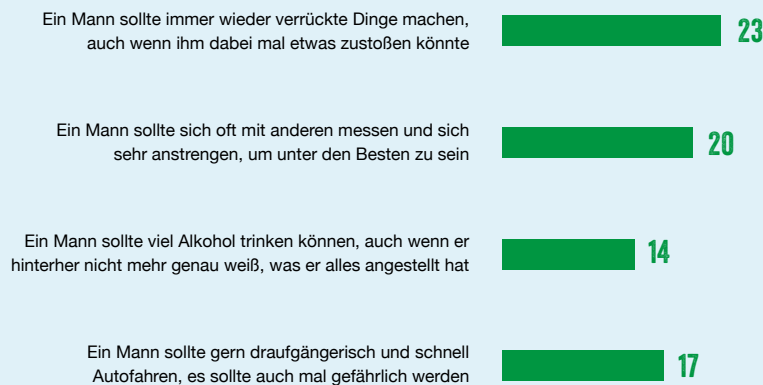 Ein Mann sollte immer wieder verrückte Dinge machen,
auch wenn ihm dabei mal etwas zustoßen könnte
23
Ein Mann sollte sich oft mit anderen messen und sich
sehr anstrengen, um unter den Besten zu sein
20
Ein Mann sollte viel Alkohol trinken können, auch wenn er
hinterher nicht mehr genau weiß, was er alles angestellt hat
14
Ein Mann sollte gern draufgängerisch und schnell
Autofahren, es sollte auch mal gefährlich werden
17